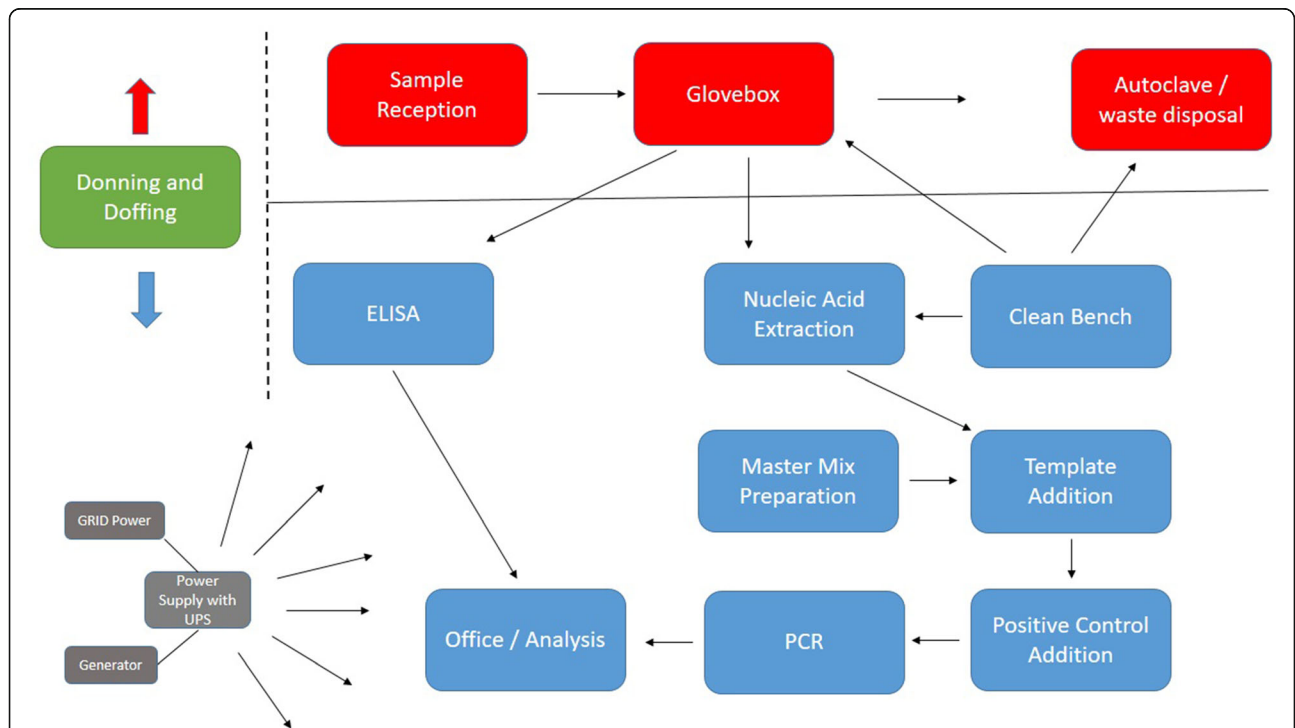 Sample
Reception
Glovebox
Autoclave /
waste disposal
Donning and
Doffing
ELISA
Nucleic Acid
Extraction
Clean Bench
Master Mix
Preparation
Template
Addition
GRID Power
Power
Supply with
UPS
Generator
Office / Analysis
PCR
Positive Control
Addition